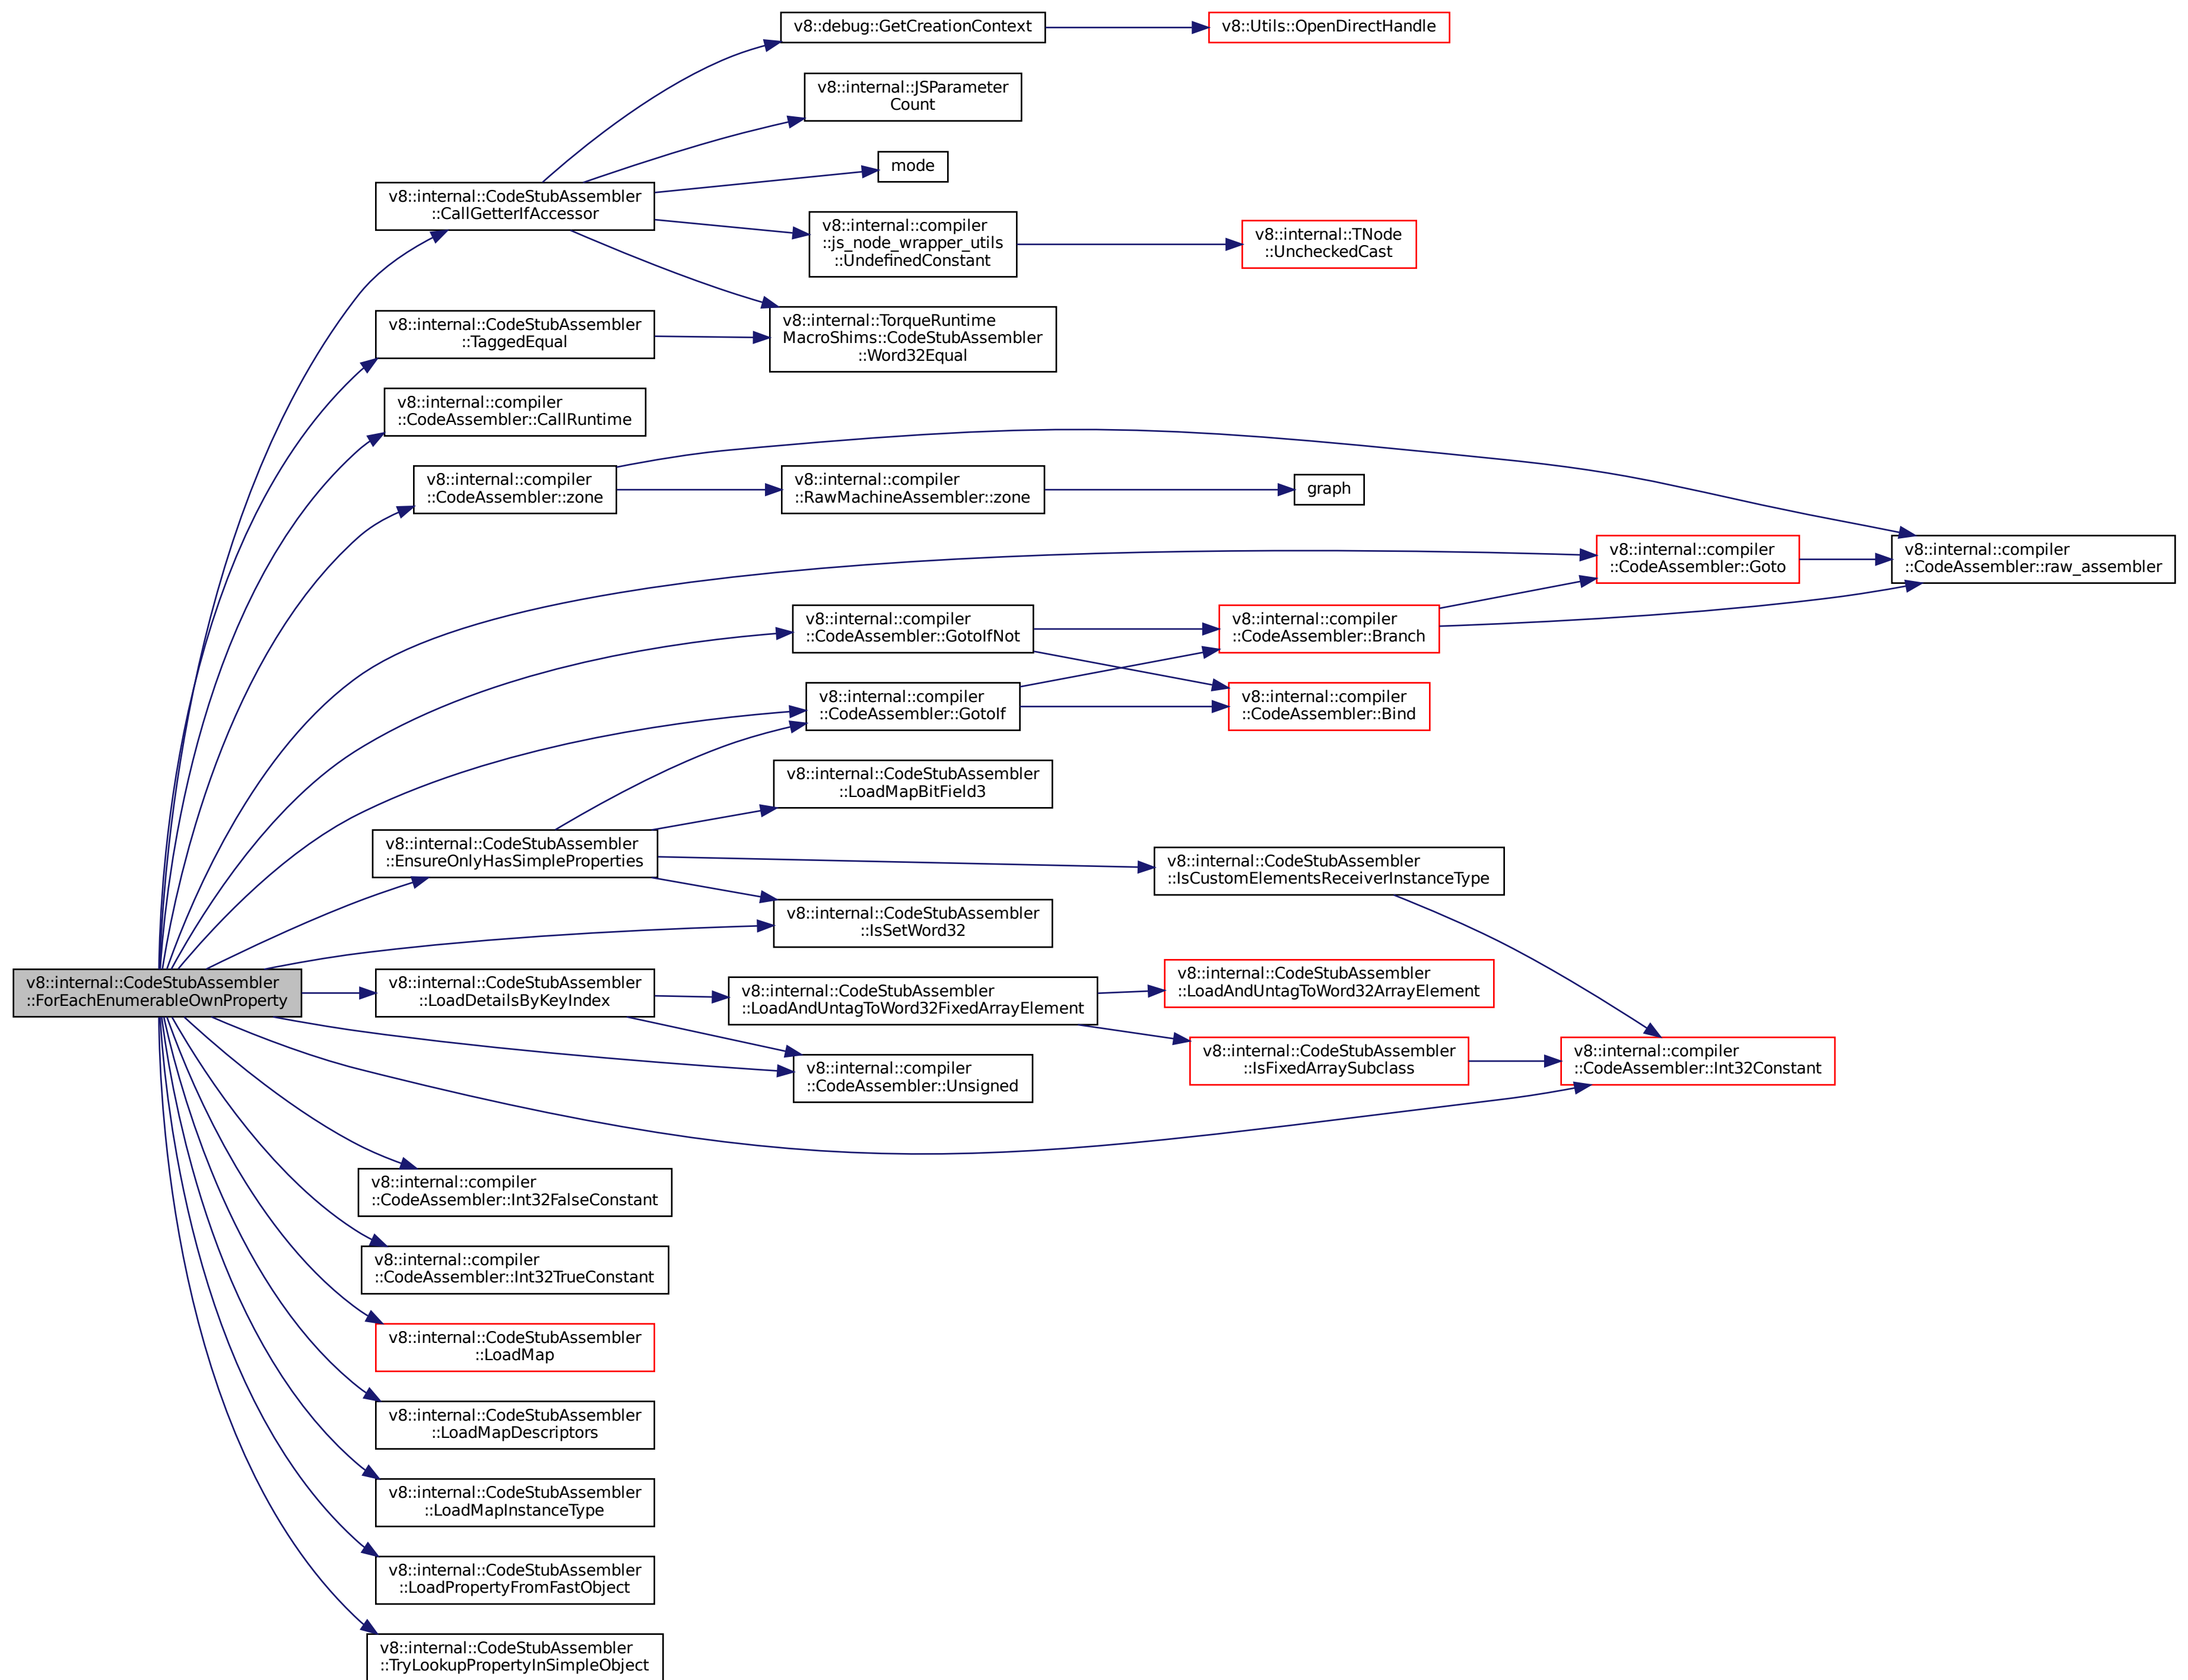 v8::debug::GetCreationContext
v8::Utils::OpenDirectHandle
v8::internal::JSParameter
Count
mode
v8::internal::CodeStubAssembler
::CallGetterIfAccessor
v8::internal::compiler
::js_node_wrapper_utils
::UndefinedConstant
v8::internal::TNode
::UncheckedCast
v8::internal::CodeStubAssembler
::TaggedEqual
v8::internal::TorqueRuntime
MacroShims::CodeStubAssembler
::Word32Equal
v8::internal::compiler
::CodeAssembler::CallRuntime
v8::internal::compiler
::CodeAssembler::zone
v8::internal::compiler
::RawMachineAssembler::zone
graph
v8::internal::compiler
::CodeAssembler::Goto
v8::internal::compiler
::CodeAssembler::raw_assembler
v8::internal::compiler
::CodeAssembler::GotoIfNot
v8::internal::compiler
::CodeAssembler::Branch
v8::internal::compiler
::CodeAssembler::GotoIf
v8::internal::compiler
::CodeAssembler::Bind
v8::internal::CodeStubAssembler
::LoadMapBitField3
v8::internal::CodeStubAssembler
::EnsureOnlyHasSimpleProperties
v8::internal::CodeStubAssembler
::IsCustomElementsReceiverInstanceType
v8::internal::CodeStubAssembler
::IsSetWord32
v8::internal::CodeStubAssembler
::ForEachEnumerableOwnProperty
v8::internal::CodeStubAssembler
::LoadDetailsByKeyIndex
v8::internal::CodeStubAssembler
::LoadAndUntagToWord32FixedArrayElement
v8::internal::CodeStubAssembler
::LoadAndUntagToWord32ArrayElement
v8::internal::compiler
::CodeAssembler::Unsigned
v8::internal::CodeStubAssembler
::IsFixedArraySubclass
v8::internal::compiler
::CodeAssembler::Int32Constant
v8::internal::compiler
::CodeAssembler::Int32FalseConstant
v8::internal::compiler
::CodeAssembler::Int32TrueConstant
v8::internal::CodeStubAssembler
::LoadMap
v8::internal::CodeStubAssembler
::LoadMapDescriptors
v8::internal::CodeStubAssembler
::LoadMapInstanceType
v8::internal::CodeStubAssembler
::LoadPropertyFromFastObject
v8::internal::CodeStubAssembler
::TryLookupPropertyInSimpleObject